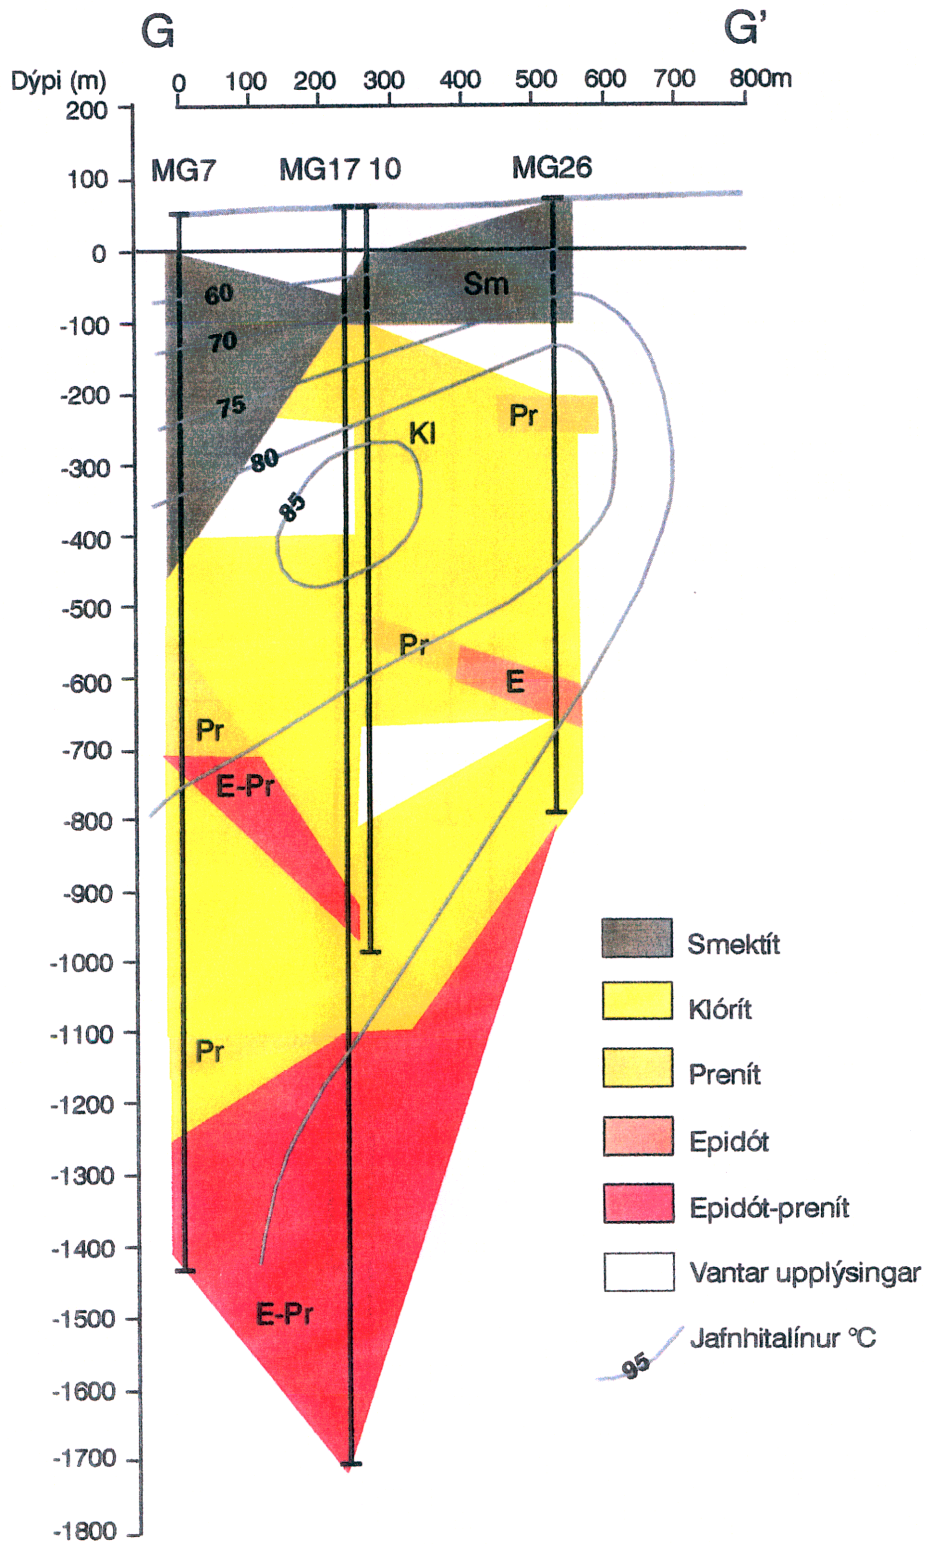 G G’
Dýpi (m) 0 100 200 300 400 500 600 700 800m
200
MG7 MG17 10 MG26
100
0
Sm
60
-100
70
-200
75
Pr
Kl
80
-300
85
-400
-500
Pr
-600
E
Pr
-700
E-Pr
-800
-900
Smektít
-1000
Klórít
-1100
Pr
Prenít
-1200
Epidót
-1300
Epidót-prenít
-1400
Vantar upplýsingar
-1500
E-Pr
Jafnhitalínur °C
95
-1600
-1700
-1800